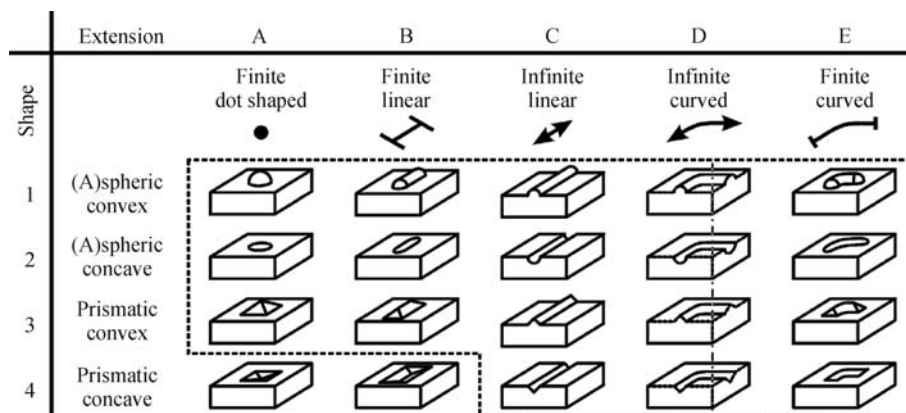 Extension A B C D E
Shape
Finite dot shaped
Finite linear
Infinite linear
Infinite curved
Finite curved
1 (A)spheric convex
2 (A)spheric concave
3 Prismatic convex
4 Prismatic concave